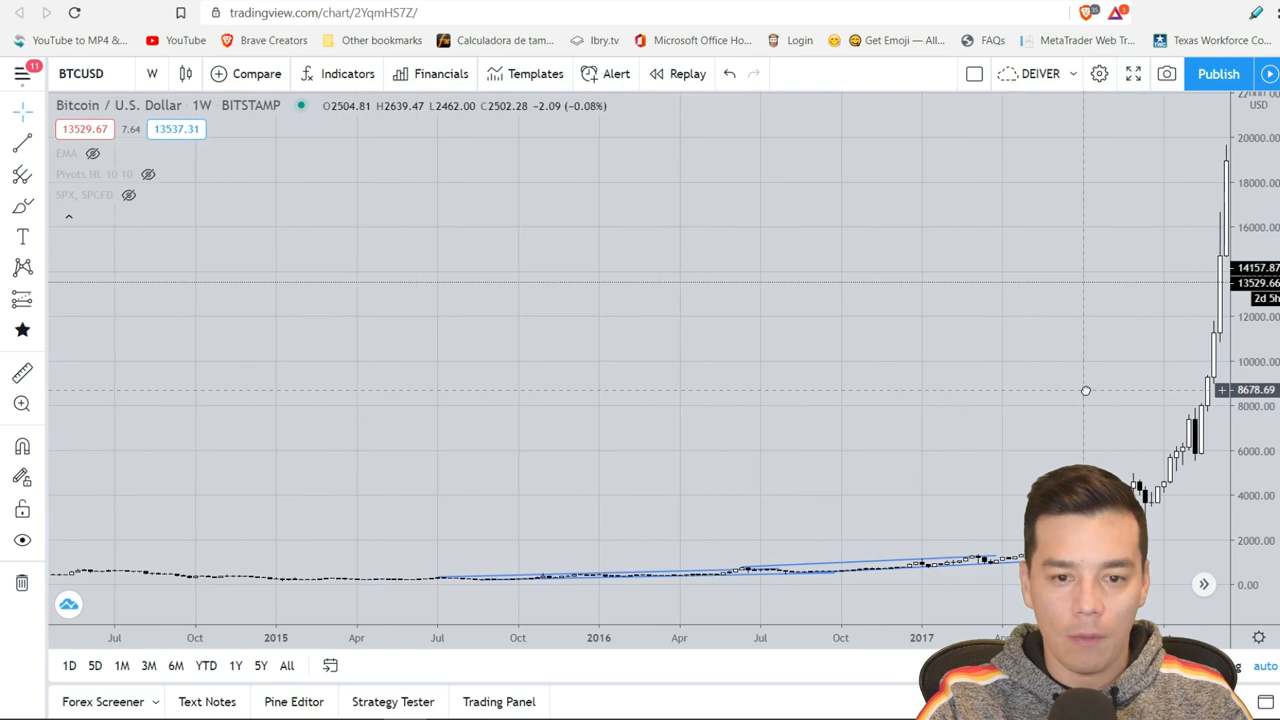 tradingview.com/chart/2YqmHS7Z/
35
3
YouTube to MP4 &...
YouTube
Brave Creators
Other bookmarks
Calculadora de tam...
lbry.tv
Microsoft Office Ho...
Login
Get Emoji — All...
FAQs
MetaTrader Web Tr...
Texas Workforce Co...
11
BTCUSD
W
Compare
Indicators
Financials
Templates
Alert
Replay
DEIVER
Publish
Bitcoin / U.S. Dollar 1W BITSTAMP
O2504.81 H2639.47 L2462.00 C2502.28 −2.09 (−0.08%)
13529.67 7.64 13537.31
EMA
Pivots HL 10 10
SPX, SPCFD
USD
20000.00
18000.00
16000.00
14157.87
13529.66
2d 5h
12000.00
10000.00
8678.69
8000.00
6000.00
4000.00
2000.00
0.00
Jul
Oct
2015
Apr
Jul
Oct
2016
Apr
Jul
Oct
2017
1D 5D 1M 3M 6M YTD 1Y 5Y All
auto
Forex Screener
Text Notes
Pine Editor
Strategy Tester
Trading Panel